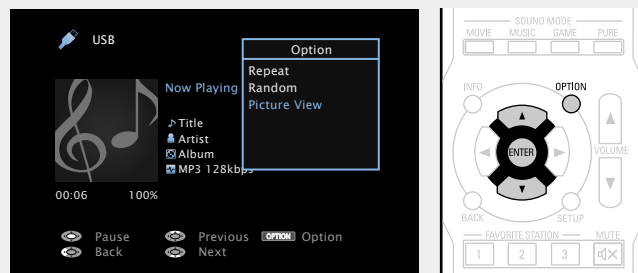 USB
Option
Repeat
Random
Picture View
Now Playing
Title
Artist
Album
MP3 128kbps
00:06 100%
Pause Previous OPTION Option
Back Next
SOUND MODE
MOVIE MUSIC GAME PURE
INFO OPTION
ENTER
VOLUME
BACK SETUP
FAVORITE STATION MUTE
1 2 3